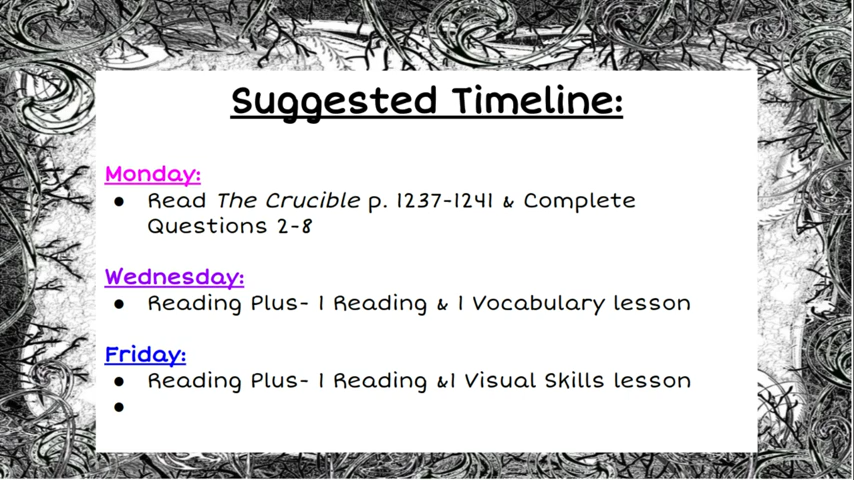 Suggested Timeline:
Monday:
● Read The Crucible p. 1237-1241 & Complete
Questions 2-8
Wednesday:
● Reading Plus- 1 Reading & 1 Vocabulary lesson
Friday:
● Reading Plus- 1 Reading &1 Visual Skills lesson
●